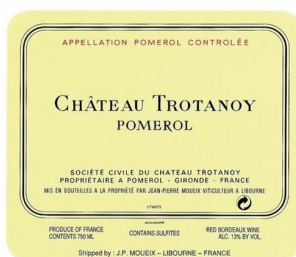 APPELLATION POMEROL CONTROLÉE
CHÂTEAU TROTANOY
POMEROL
SOCIÉTÉ CIVILE DU CHATEAU TROTANOY
PROPRIÉTAIRE A POMEROL - GIRONDE - FRANCE
MIS EN BOUTEILLES A LA PROPRIÉTÉ PAR JEAN-PIERRE MOUEIX VITICULTEUR A LIBOURNE
PRODUCE OF FRANCE
CONTENTS 750 ML
CONTAINS SULFITES
RED BORDEAUX WINE
ALC. 13% BY VOL.
Shipped by : J.P. MOUEIX – LIBOURNE – FRANCE